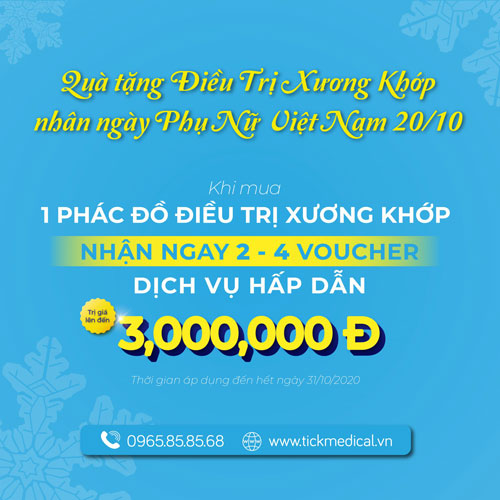 Quà tặng Điều Trị Xương Khớp
nhân ngày Phụ Nữ Việt Nam 20/10
Khi mua
1 PHÁC ĐỒ ĐIỀU TRỊ XƯƠNG KHỚP
NHẬN NGAY 2 - 4 VOUCHER
DỊCH VỤ HẤP DẪN
Trị giá
lên đến
3,000,000 Đ
Thời gian áp dụng đến hết ngày 31/10/2020
0965.85.85.68 www.tickmedical.vn